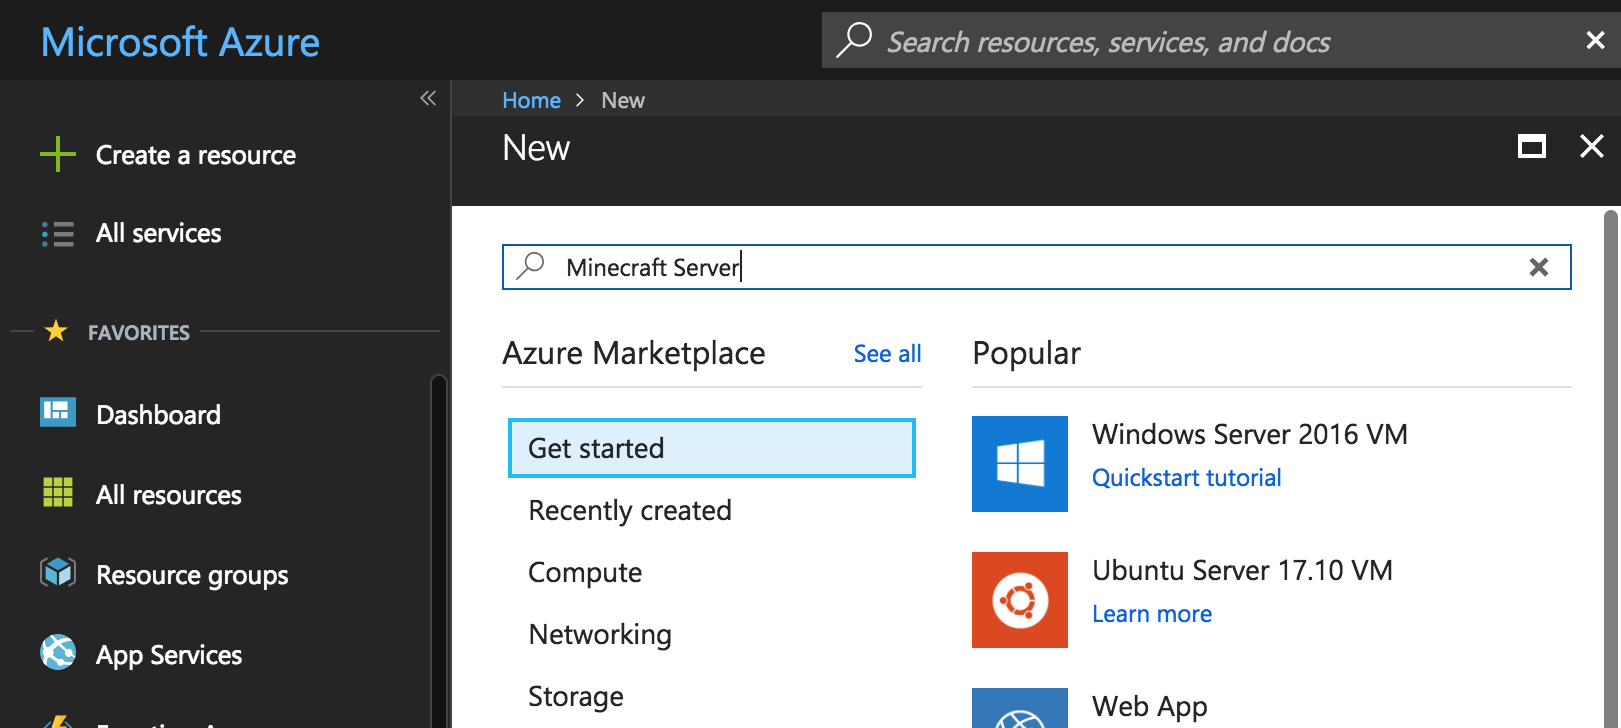 Microsoft Azure
Search resources, services, and docs
Home > New
New
Create a resource
All services
FAVORITES
Dashboard
All resources
Resource groups
App Services
Minecraft Server
Azure Marketplace
See all
Get started
Recently created
Compute
Networking
Storage
Popular
Windows Server 2016 VM
Quickstart tutorial
Ubuntu Server 17.10 VM
Learn more
Web App